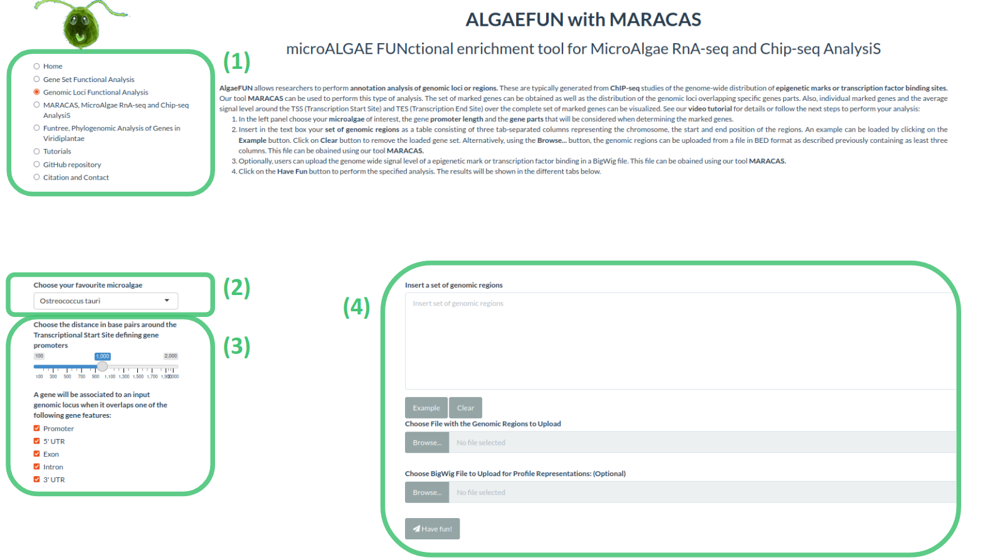 ALGAEFUN with MARACAS
microALGAE FUNctional enrichment tool for MicroAlgae RnA-seq and Chip-seq AnalysiS
(1)
Home
Gene Set Functional Analysis
Genomic Loci Functional Analysis
MARACAS, MicroAlgae RnA-seq and Chip-seq
AnalysiS
Funtree, Phylogenomic Analysis of Genes in
Viridiplantae
Tutorials
GitHub repository
Citation and Contact
AlgaeFUN allows researchers to perform annotation analysis of genomic loci or regions. These are typically generated from ChIP-seq studies of the genome-wide distribution of epigenetic marks or transcription factor binding sites.
Our tool MARACAS can be used to perform this type of analysis. The set of marked genes can be obtained as well as the distribution of the genomic loci overlapping specific genes parts. Also, individual marked genes and the average
signal level around the TSS (Transcription Start Site) and TES (Transcription End Site) over the complete set of marked genes can be visualized. See our video tutorial for details or follow the next steps to perform your analysis:
1. In the left panel choose your microalgae of interest, the gene promoter length and the gene parts that will be considered when determining the marked genes.
2. Insert in the text box your set of genomic regions as a table consisting of three tab-separated columns representing the chromosome, the start and end position of the regions. An example can be loaded by clicking on the
Example button. Click on Clear button to remove the loaded gene set. Alternatively, using the Browse... button, the genomic regions can be uploaded from a file in BED format as described previously containing as least three
columns. This file can be obained using our tool MARACAS.
3. Optionally, users can upload the genome wide signal level of a epigenetic mark or transcription factor binding in a BigWig file. This file can be obained using our tool MARACAS.
4. Click on the Have Fun button to perform the specified analysis. The results will be shown in the different tabs below.
(2)
Choose your favourite microalgae
Ostreococcus tauri
(3)
Choose the distance in base pairs around the
Transcriptional Start Site defining gene
promoters
100 1,000 2,000
100 300 500 700 900 1,100 1,300 1,500 1,700 1,900 2,000
A gene will be associated to an input
genomic locus when it overlaps one of the
following gene features:
Promoter
5' UTR
Exon
Intron
3' UTR
(4)
Insert a set of genomic regions
Insert set of genomic regions
Example Clear
Choose File with the Genomic Regions to Upload
Browse... No file selected
Choose BigWig File to Upload for Profile Representations: (Optional)
Browse... No file selected
Have fun!